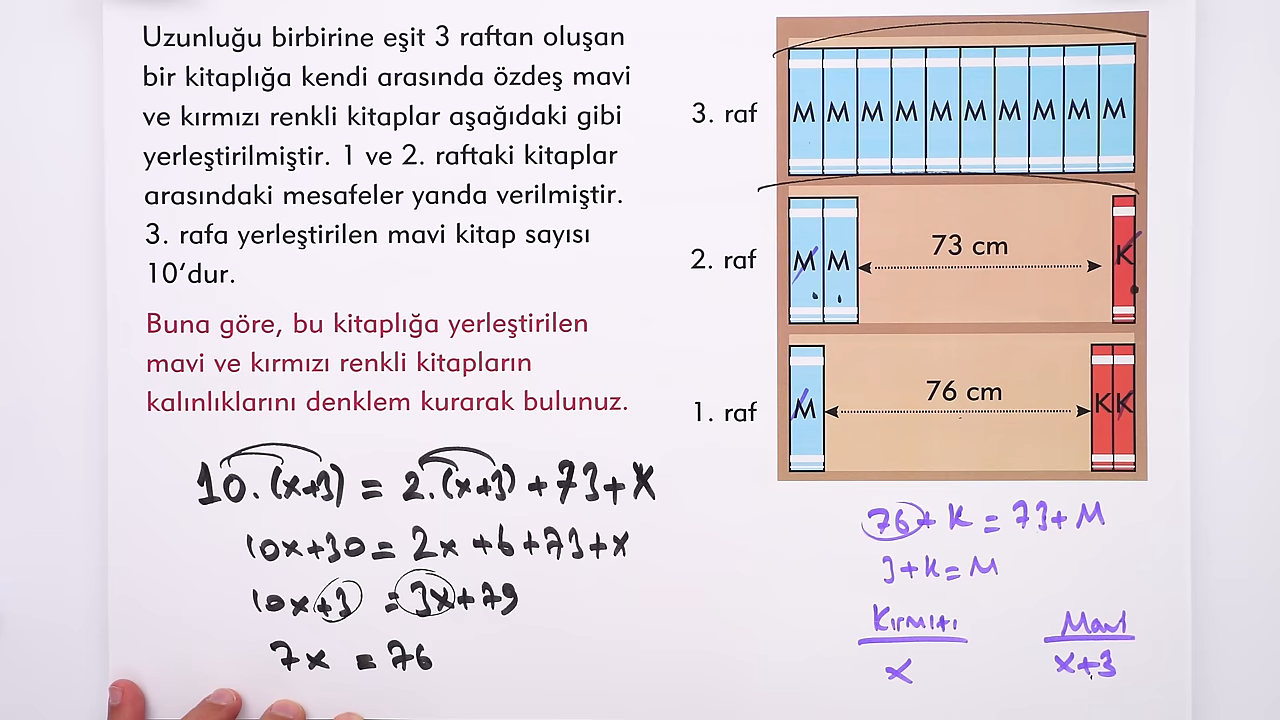 Uzunluğu birbirine eşit 3 raftan oluşan
bir kitaplığa kendi arasında özdeş mavi
ve kırmızı renkli kitaplar aşağıdaki gibi
yerleştirilmiştir. 1 ve 2. raftaki kitaplar
arasındaki mesafeler yanda verilmiştir.
3. rafa yerleştirilen mavi kitap sayısı
10'dur.
Buna göre, bu kitaplığa yerleştirilen
mavi ve kırmızı renkli kitapların
kalınlıklarını denklem kurarak bulunuz.
10.(x+3) = 2.(x+3)+73+x
10x+30=2x+6+73+x
10x+3 = 3x+79
7x = 76
3. raf M M M M M M M M M M
2. raf M M 73 cm K
1. raf M 76 cm K K
76+K=73+M
3+K=M
Kırmızı Mavi
x x+3